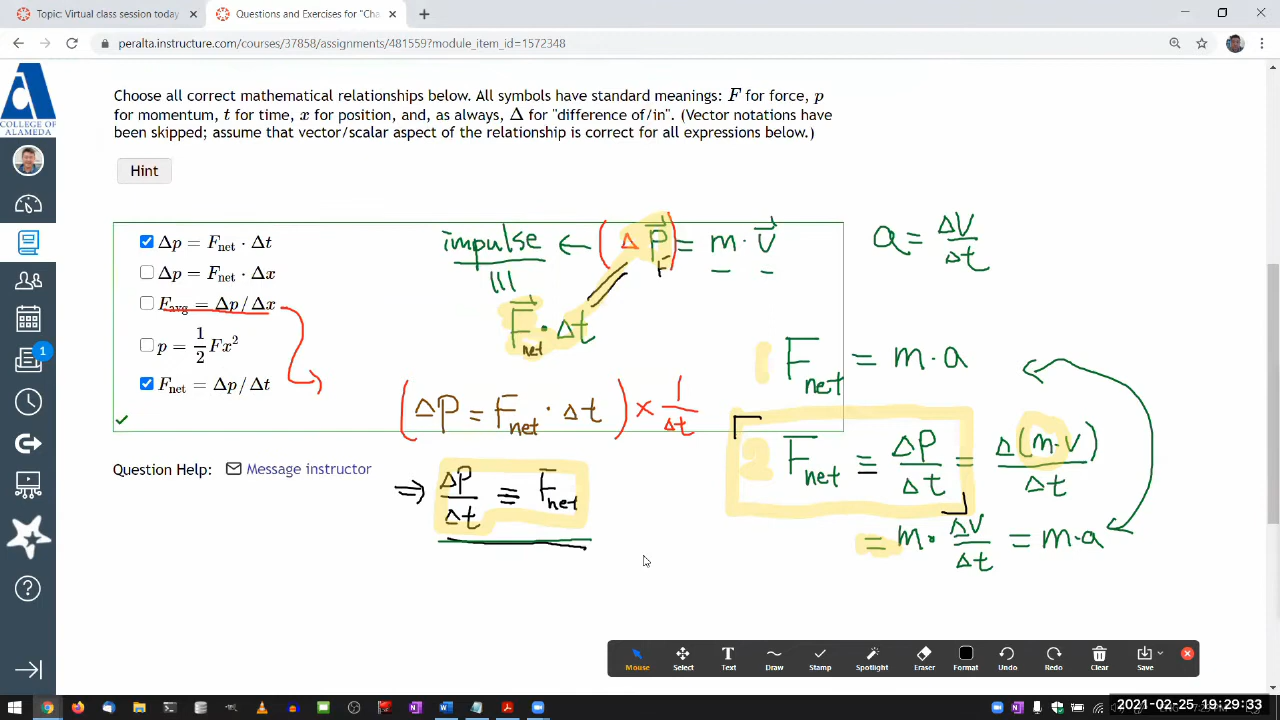 Topic: Virtual class session today
Questions and Exercises for "Cha
peralta.instructure.com/courses/37858/assignments/481559?module_item_id=1572348
COLLEGE OF
ALAMEDA
1
Choose all correct mathematical relationships below. All symbols have standard meanings: F for force, p
for momentum, t for time, x for position, and, as always, Δ for "difference of/in". (Vector notations have
been skipped; assume that vector/scalar aspect of the relationship is correct for all expressions below.)
Hint
Δp = F_net · Δt
Δp = F_net · Δx
F_avg = Δp/Δx
p = 1/2 Fx²
F_net = Δp/Δt
impulse ← (Δ P⃗) = m · v⃗
F
F⃗_net · Δt
a = ΔV/Δt
1 F_net = m·a
(ΔP = F_net · Δt) × 1/Δt
2 F_net ≡ ΔP/Δt = Δ(m·v)/Δt
= m · ΔV/Δt = m·a
⇒ ΔP/Δt ≡ F_net
Question Help: Message instructor
Mouse Select Text Draw Stamp Spotlight Eraser Format Undo Redo Clear Save
2021-02-25 19:29:33